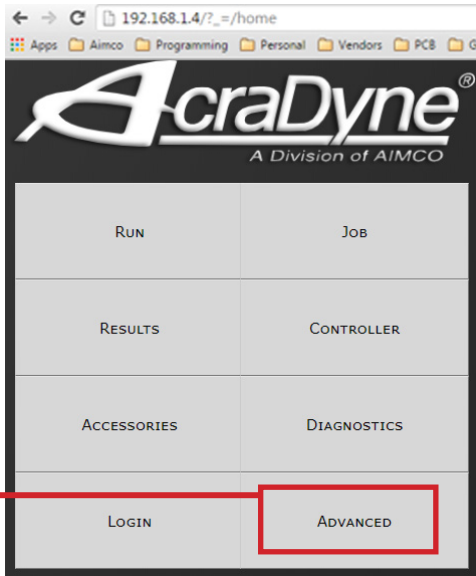 192.168.1.4/?_=/home
Apps Aimco Programming Personal Vendors PCB G
AcraDyne®
A Division of AIMCO
Run Job
Results Controller
Accessories Diagnostics
Login Advanced